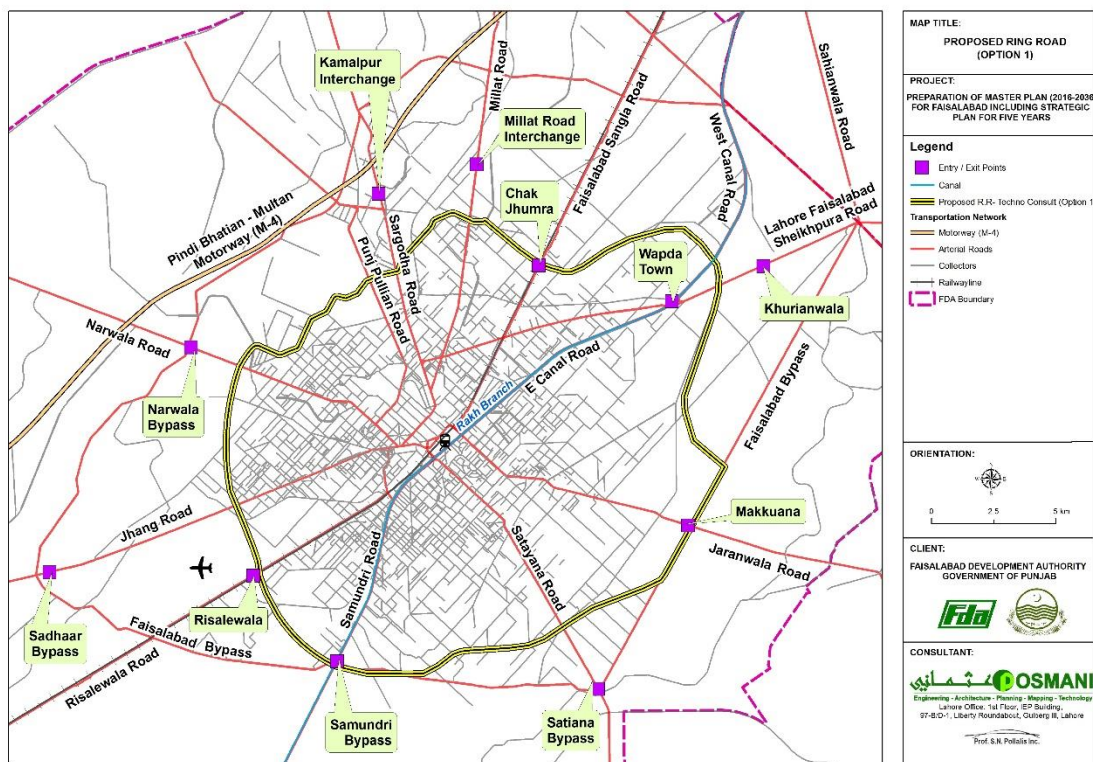 Kamalpur
Interchange
Millat Road
Millat Road
Interchange
Chak
Jhumra
Faisalabad Sangla Road
West Canal Road
Sahianwala Road
Lahore Faisalabad
Sheikhpura Road
Wapda
Town
Khurianwala
Pindi Bhatian - Multan
Motorway (M-4)
Sargodha Road
Punj Pullian Road
Narwala Road
Narwala
Bypass
Rakh Branch
E Canal Road
Faisalabad Bypass
Makkuana
Jaranwala Road
Jhang Road
Samundri Road
Satayana Road
Sadhaar
Bypass
Risalewala
Faisalabad Bypass
Risalewala Road
Samundri
Bypass
Satiana
Bypass
MAP TITLE:
PROPOSED RING ROAD
(OPTION 1)
PROJECT:
PREPARATION OF MASTER PLAN (2016-2036
FOR FAISALABAD INCLUDING STRATEGIC
PLAN FOR FIVE YEARS
Legend
Entry / Exit Points
Canal
Proposed R.R- Techno Consult (Option 1
Transportation Network
Motorway (M-4)
Arterial Roads
Collectors
Railwayline
FDA Boundary
ORIENTATION:
0 2.5 5 km
CLIENT:
FAISALABAD DEVELOPMENT AUTHORITY
GOVERNMENT OF PUNJAB
Fda
CONSULTANT:
عثمانی OSMANI
Engineering - Architecture - Planning - Mapping - Technology
Lahore Office: 1st Floor, IEP Building,
97-B/D-1, Liberty Roundabout, Gulberg III, Lahore
Prof. S.N. Pollalis Inc.